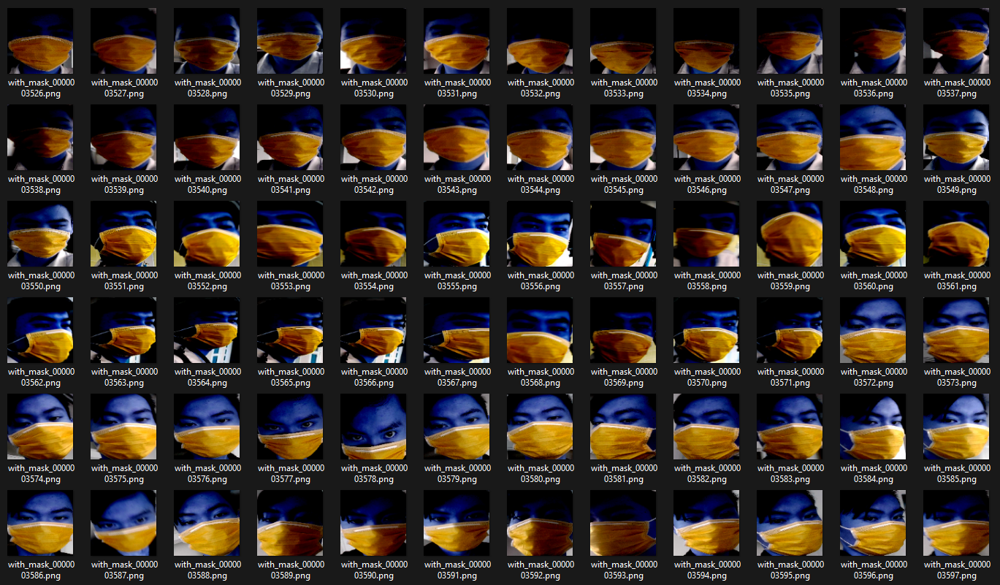 with_mask_00000 with_mask_00000 with_mask_00000 with_mask_00000 with_mask_00000 with_mask_00000 with_mask_00000 with_mask_00000 with_mask_00000 with_mask_00000 with_mask_00000 with_mask_00000
03526.png 03527.png 03528.png 03529.png 03530.png 03531.png 03532.png 03533.png 03534.png 03535.png 03536.png 03537.png
with_mask_00000 with_mask_00000 with_mask_00000 with_mask_00000 with_mask_00000 with_mask_00000 with_mask_00000 with_mask_00000 with_mask_00000 with_mask_00000 with_mask_00000 with_mask_00000
03538.png 03539.png 03540.png 03541.png 03542.png 03543.png 03544.png 03545.png 03546.png 03547.png 03548.png 03549.png
with_mask_00000 with_mask_00000 with_mask_00000 with_mask_00000 with_mask_00000 with_mask_00000 with_mask_00000 with_mask_00000 with_mask_00000 with_mask_00000 with_mask_00000 with_mask_00000
03550.png 03551.png 03552.png 03553.png 03554.png 03555.png 03556.png 03557.png 03558.png 03559.png 03560.png 03561.png
with_mask_00000 with_mask_00000 with_mask_00000 with_mask_00000 with_mask_00000 with_mask_00000 with_mask_00000 with_mask_00000 with_mask_00000 with_mask_00000 with_mask_00000 with_mask_00000
03562.png 03563.png 03564.png 03565.png 03566.png 03567.png 03568.png 03569.png 03570.png 03571.png 03572.png 03573.png
with_mask_00000 with_mask_00000 with_mask_00000 with_mask_00000 with_mask_00000 with_mask_00000 with_mask_00000 with_mask_00000 with_mask_00000 with_mask_00000 with_mask_00000 with_mask_00000
03574.png 03575.png 03576.png 03577.png 03578.png 03579.png 03580.png 03581.png 03582.png 03583.png 03584.png 03585.png
with_mask_00000 with_mask_00000 with_mask_00000 with_mask_00000 with_mask_00000 with_mask_00000 with_mask_00000 with_mask_00000 with_mask_00000 with_mask_00000 with_mask_00000 with_mask_00000
03586.png 03587.png 03588.png 03589.png 03590.png 03591.png 03592.png 03593.png 03594.png 03595.png 03596.png 03597.png